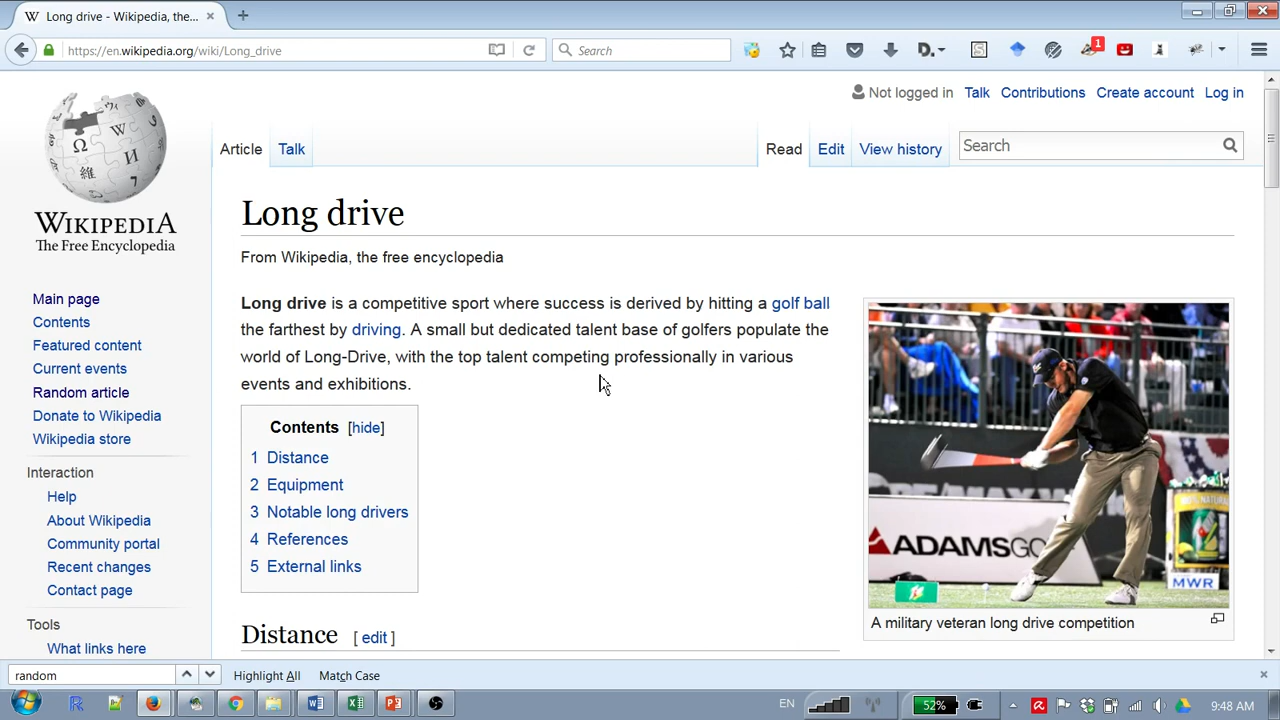 Long drive - Wikipedia, the...
https://en.wikipedia.org/wiki/Long_drive
Search
D.
S
1
Not logged in Talk Contributions Create account Log in
Article Talk Read Edit View history Search
WIKIPEDIA
The Free Encyclopedia
Main page
Contents
Featured content
Current events
Random article
Donate to Wikipedia
Wikipedia store
Interaction
Help
About Wikipedia
Community portal
Recent changes
Contact page
Tools
What links here
Long drive
From Wikipedia, the free encyclopedia
Long drive is a competitive sport where success is derived by hitting a golf ball
the farthest by driving. A small but dedicated talent base of golfers populate the
world of Long-Drive, with the top talent competing professionally in various
events and exhibitions.
Contents [hide]
1 Distance
2 Equipment
3 Notable long drivers
4 References
5 External links
Distance [ edit ]
ADAMSGO
MWR
A military veteran long drive competition
random Highlight All Match Case
EN 52% 9:48 AM